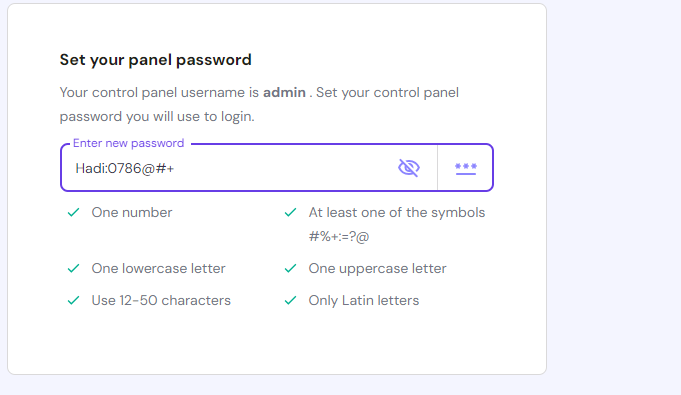 Set your panel password
Your control panel username is admin . Set your control panel
password you will use to login.
Enter new password
Hadi:0786@#+
One number
At least one of the symbols
#%+:=?@
One lowercase letter
One uppercase letter
Use 12-50 characters
Only Latin letters